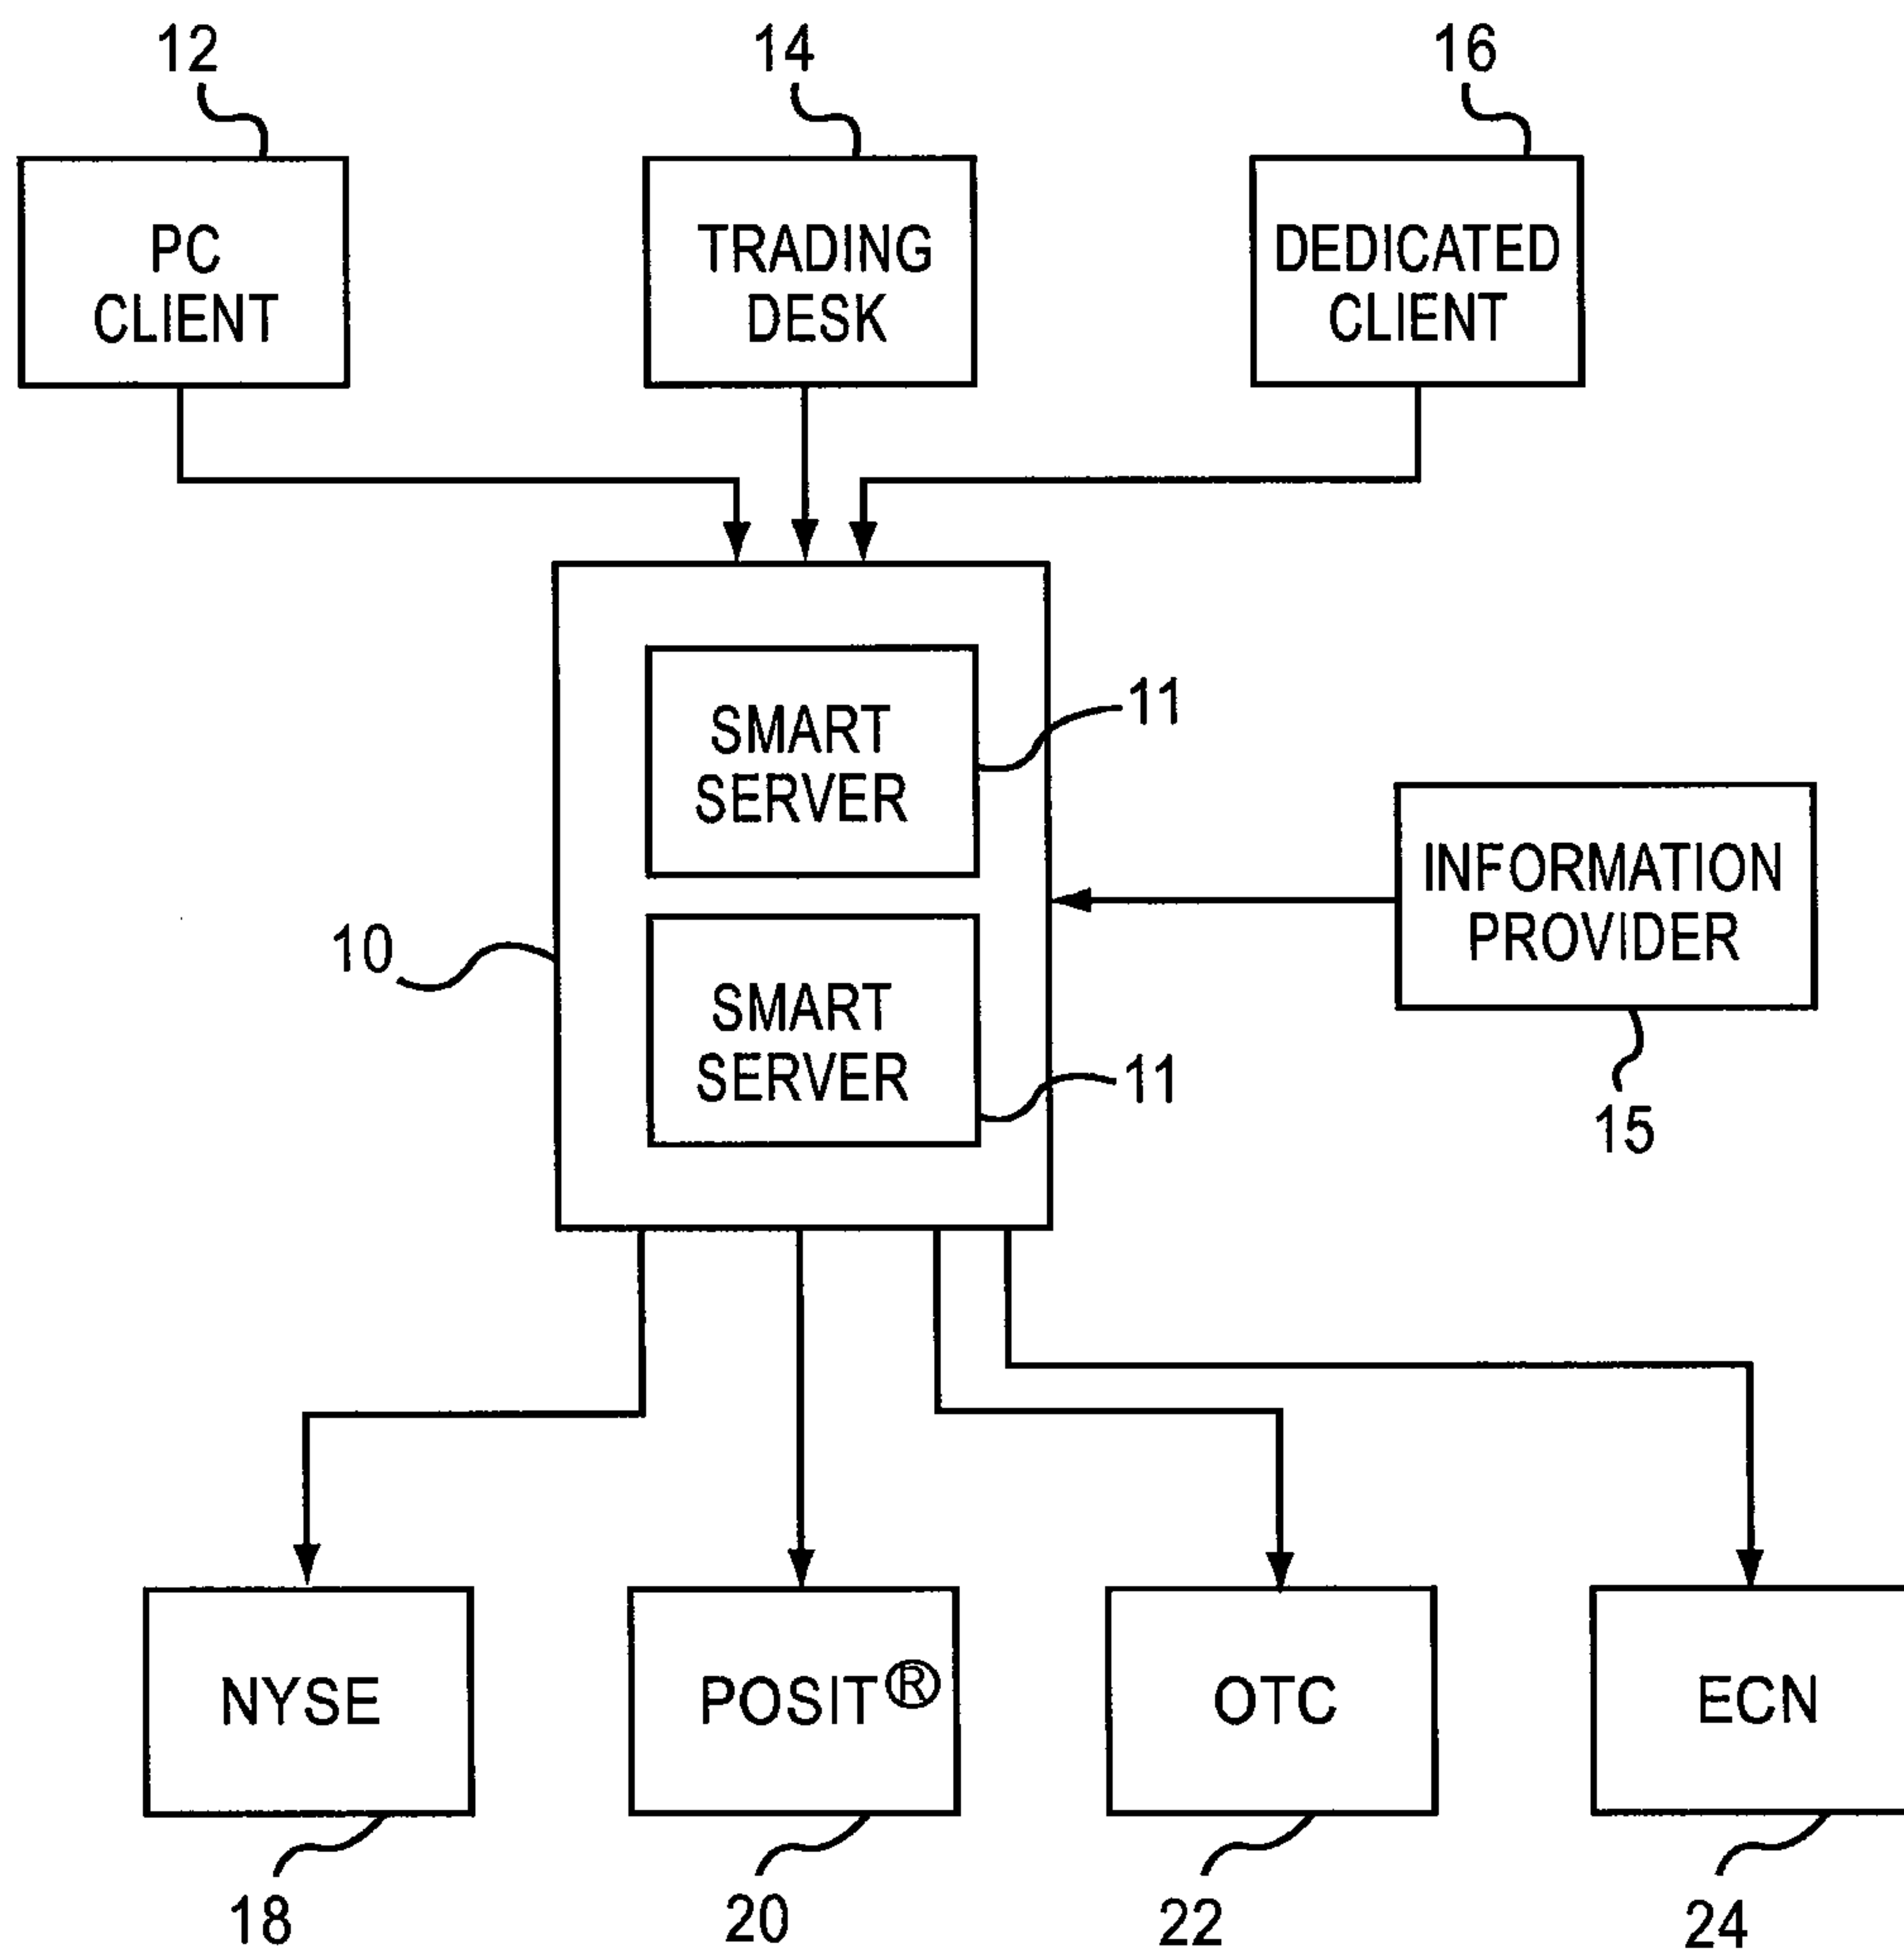 12
14
16
PC
CLIENT
TRADING
DESK
DEDICATED
CLIENT
SMART
SERVER
11
INFORMATION
PROVIDER
10
SMART
SERVER
11
15
NYSE
POSIT®
OTC
ECN
18
20
22
24